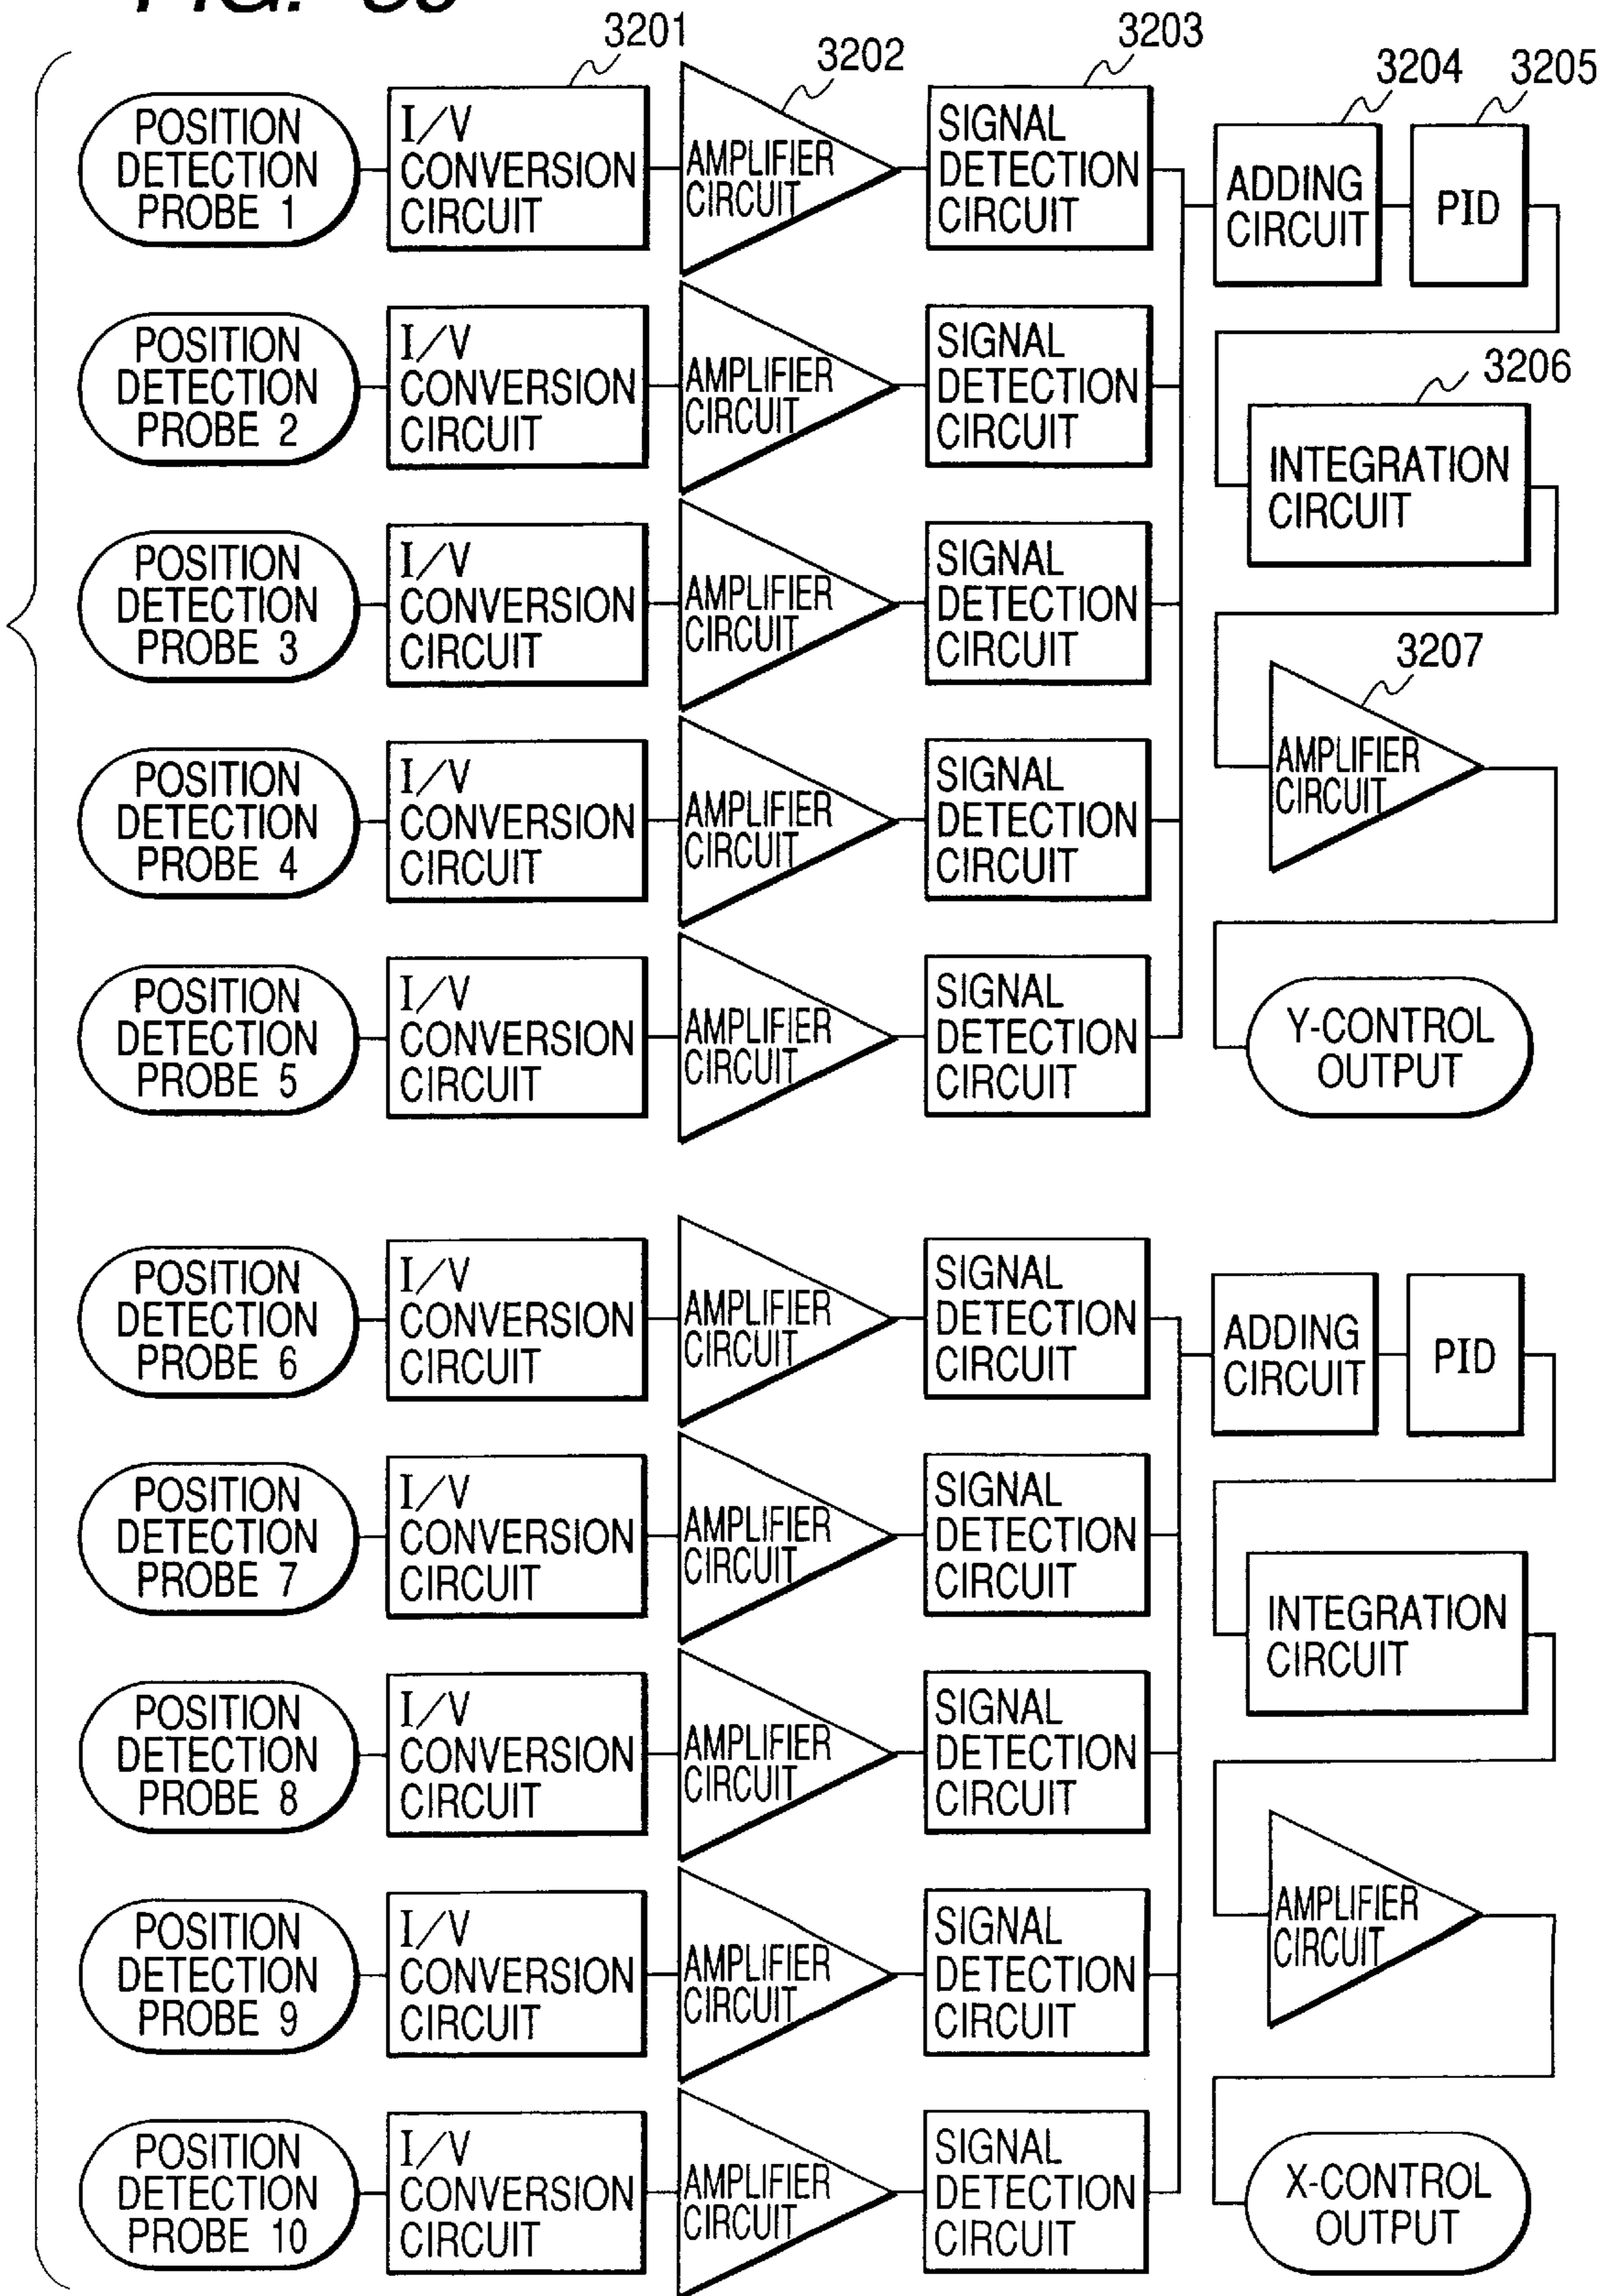 3201
3202
3203
3204
3205
POSITION
DETECTION
PROBE 1
I/V
CONVERSION
CIRCUIT
AMPLIFIER
CIRCUIT
SIGNAL
DETECTION
CIRCUIT
ADDING
CIRCUIT
PID
POSITION
DETECTION
PROBE 2
I/V
CONVERSION
CIRCUIT
AMPLIFIER
CIRCUIT
SIGNAL
DETECTION
CIRCUIT
3206
INTEGRATION
CIRCUIT
POSITION
DETECTION
PROBE 3
I/V
CONVERSION
CIRCUIT
AMPLIFIER
CIRCUIT
SIGNAL
DETECTION
CIRCUIT
3207
AMPLIFIER
CIRCUIT
POSITION
DETECTION
PROBE 4
I/V
CONVERSION
CIRCUIT
AMPLIFIER
CIRCUIT
SIGNAL
DETECTION
CIRCUIT
POSITION
DETECTION
PROBE 5
I/V
CONVERSION
CIRCUIT
AMPLIFIER
CIRCUIT
SIGNAL
DETECTION
CIRCUIT
Y-CONTROL
OUTPUT
POSITION
DETECTION
PROBE 6
I/V
CONVERSION
CIRCUIT
AMPLIFIER
CIRCUIT
SIGNAL
DETECTION
CIRCUIT
ADDING
CIRCUIT
PID
POSITION
DETECTION
PROBE 7
I/V
CONVERSION
CIRCUIT
AMPLIFIER
CIRCUIT
SIGNAL
DETECTION
CIRCUIT
INTEGRATION
CIRCUIT
POSITION
DETECTION
PROBE 8
I/V
CONVERSION
CIRCUIT
AMPLIFIER
CIRCUIT
SIGNAL
DETECTION
CIRCUIT
AMPLIFIER
CIRCUIT
POSITION
DETECTION
PROBE 9
I/V
CONVERSION
CIRCUIT
AMPLIFIER
CIRCUIT
SIGNAL
DETECTION
CIRCUIT
POSITION
DETECTION
PROBE 10
I/V
CONVERSION
CIRCUIT
AMPLIFIER
CIRCUIT
SIGNAL
DETECTION
CIRCUIT
X-CONTROL
OUTPUT